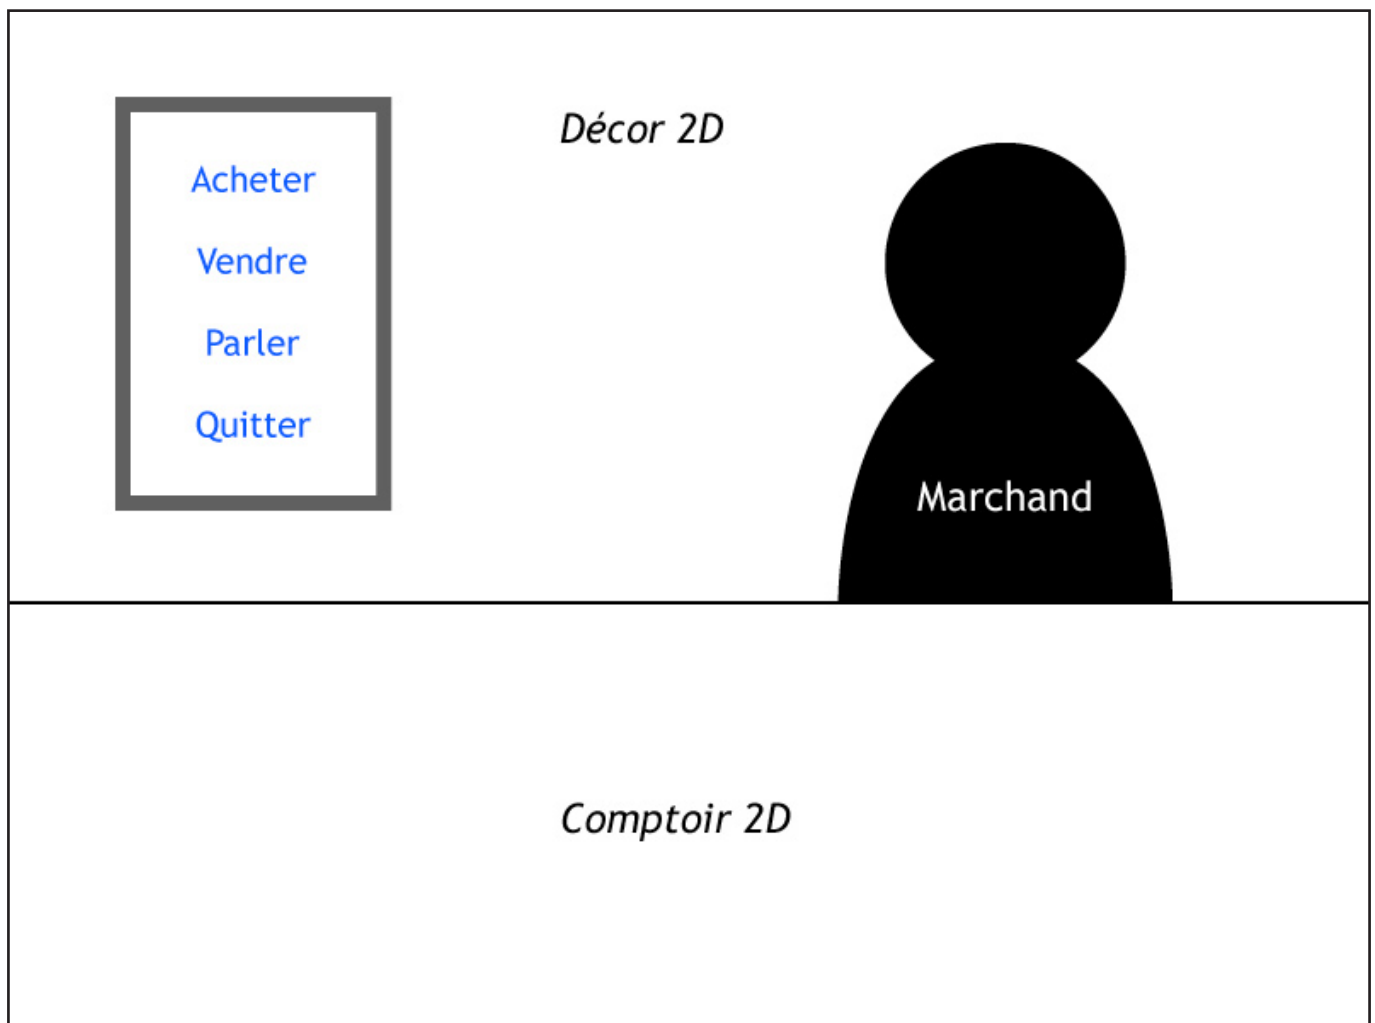 Décor 2D
Acheter
Vendre
Parler
Quitter
Marchand
Comptoir 2D